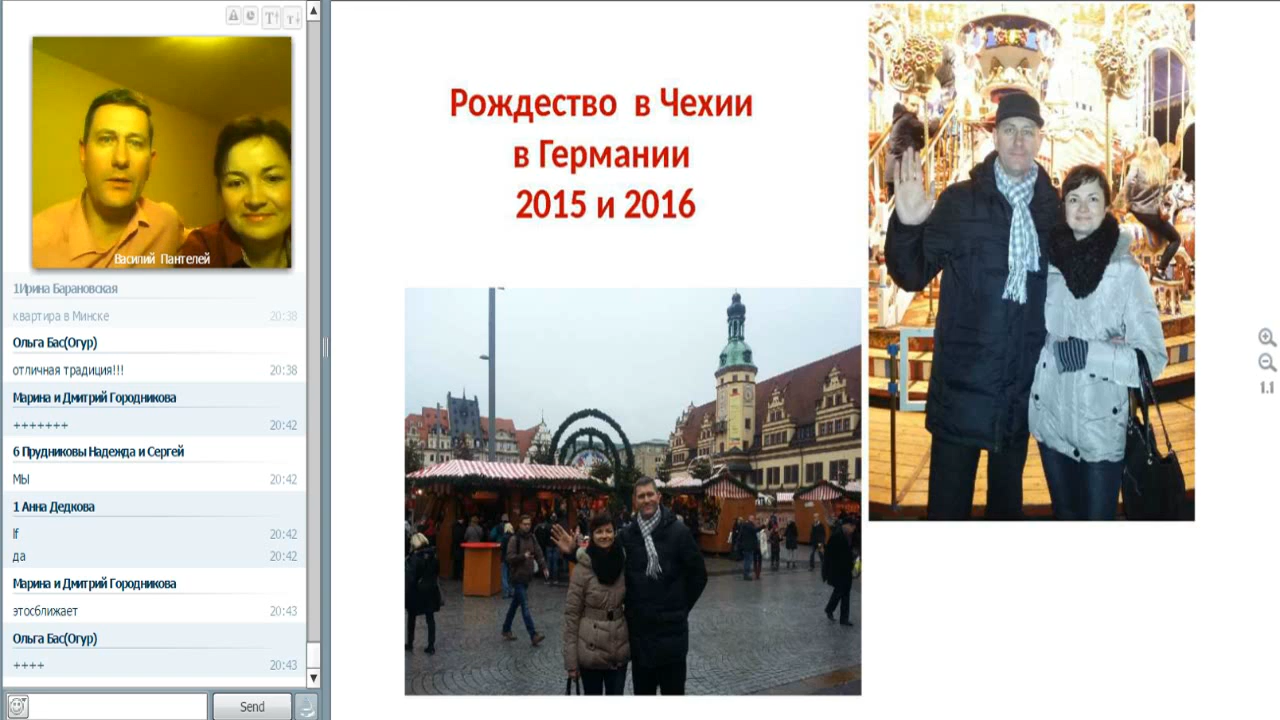 Василий Пантелей
1Ирина Барановская
квартира в Минске 20:38
Ольга Бас(Огур)
отличная традиция!!! 20:38
Марина и Дмитрий Городникова
+++++++ 20:42
6 Прудниковы Надежда и Сергей
МЫ 20:42
1 Анна Дедкова
lf 20:42
да 20:42
Марина и Дмитрий Городникова
этосближает 20:43
Ольга Бас(Огур)
++++ 20:43
Send
Рождество в Чехии
в Германии
2015 и 2016
1:1